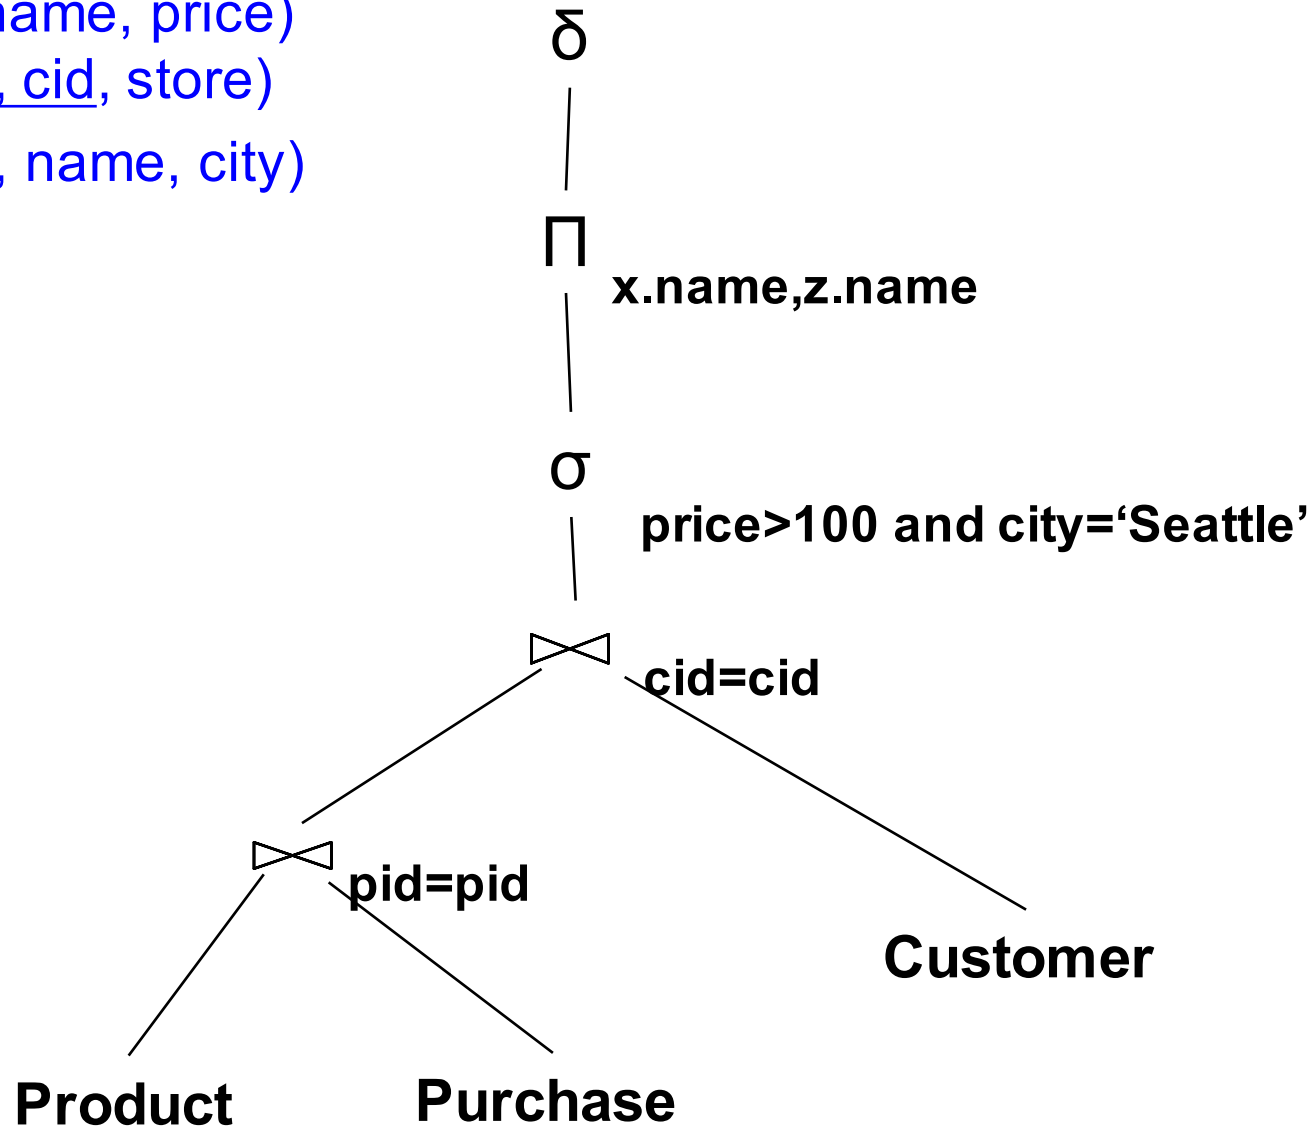 name, price)
, cid, store)
, name, city)
δ
Π
x.name,z.name
σ
price>100 and city=‘Seattle’
cid=cid
pid=pid
Customer
Product
Purchase